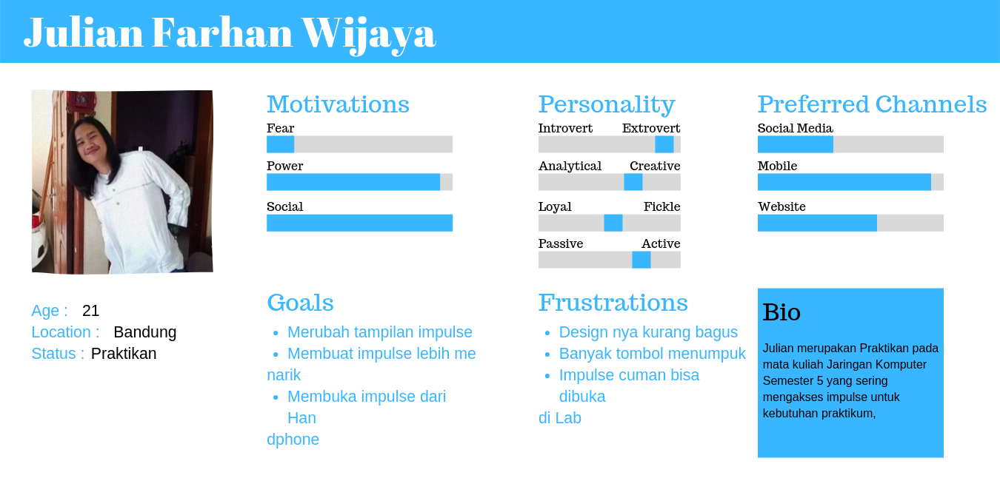 Julian Farhan Wijaya
Age : 21
Location : Bandung
Status : Praktikan
Motivations
Fear
Power
Social
Goals
• Merubah tampilan impulse
• Membuat impulse lebih me
narik
• Membuka impulse dari
Han
dphone
Personality
Introvert Extrovert
Analytical Creative
Loyal Fickle
Passive Active
Frustrations
• Design nya kurang bagus
• Banyak tombol menumpuk
• Impulse cuman bisa
dibuka
di Lab
Preferred Channels
Social Media
Mobile
Website
Bio
Julian merupakan Praktikan pada
mata kuliah Jaringan Komputer
Semester 5 yang sering
mengakses impulse untuk
kebutuhan praktikum,